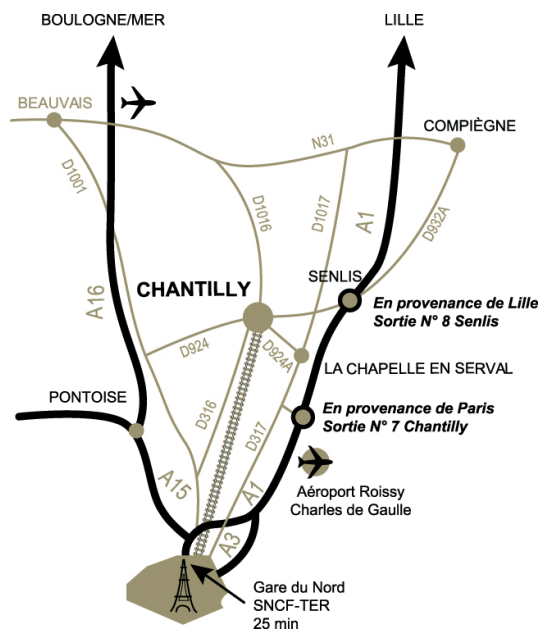 BOULOGNE/MER
LILLE
BEAUVAIS
COMPIÈGNE
N31
D1001
D1016
D1017
A1
D932A
CHANTILLY
SENLIS
A16
En provenance de Lille
Sortie N° 8 Senlis
D924
D924A
LA CHAPELLE EN SERVAL
PONTOISE
D316
En provenance de Paris
Sortie N° 7 Chantilly
D317
A15
A1
Aéroport Roissy
Charles de Gaulle
A3
Gare du Nord
SNCF-TER
25 min